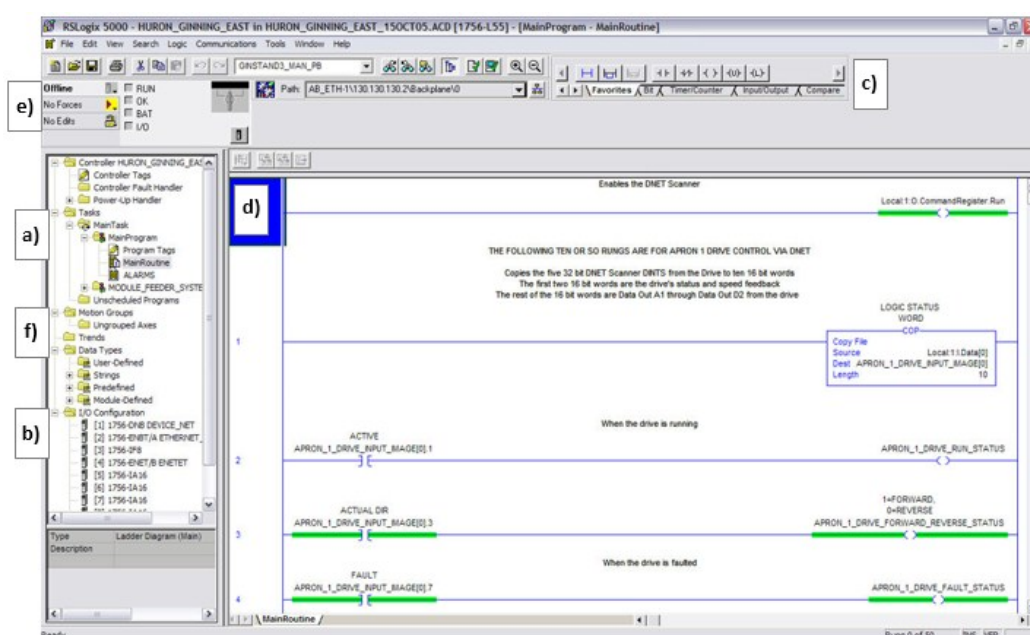 RSLogix 5000 - HURON_GINNING_EAST in HURON_GINNING_EAST_15OCT05.ACD [1756-L55] - [MainProgram - MainRoutine]
File Edit View Search Logic Communications Tools Window Help
GINSTAND3_MAN_PB
Offline
No Forces
No Edits
RUN
OK
BAT
I/O
Path: AB_ETH-1\130.130.130.2\Backplane\0
Favorites Bit Timer/Counter Input/Output Compare
c)
e)
Controller HURON_GINNING_EAS
Controller Tags
Controller Fault Handler
Power-Up Handler
Tasks
MainTask
MainProgram
Program Tags
MainRoutine
ALARMS
MODULE_FEEDER_SYSTE
Unscheduled Programs
Motion Groups
Ungrouped Axes
Trends
Data Types
User-Defined
Strings
Predefined
Module-Defined
I/O Configuration
[1] 1756-DNB DEVICE_NET
[2] 1756-ENBT/A ETHERNET_
[3] 1756-IF8
[4] 1756-ENET/B ENETET
[5] 1756-IA16
[6] 1756-IA16
[7] 1756-IA16
a)
f)
b)
Type Ladder Diagram (Main)
Description
d)
Enables the DNET Scanner
Local:1:O.CommandRegister.Run
THE FOLLOWING TEN OR SO RUNGS ARE FOR APRON 1 DRIVE CONTROL VIA DNET
Copies the five 32 bit DNET Scanner DINTS from the Drive to ten 16 bit words
The first two 16 bit words are the drive's status and speed feedback
The rest of the 16 bit words are Data Out A1 through Data Out D2 from the drive
LOGIC STATUS
WORD
1
COP
Copy File
Source Local:1:I.Data[0]
Dest APRON_1_DRIVE_INPUT_IMAGE[0]
Length 10
When the drive is running
ACTIVE
APRON_1_DRIVE_INPUT_IMAGE[0].1
APRON_1_DRIVE_RUN_STATUS
2
1=FORWARD,
0=REVERSE
ACTUAL DIR
APRON_1_DRIVE_INPUT_IMAGE[0].3
APRON_1_DRIVE_FORWARD_REVERSE_STATUS
3
When the drive is faulted
FAULT
APRON_1_DRIVE_INPUT_IMAGE[0].7
APRON_1_DRIVE_FAULT_STATUS
4
MainRoutine